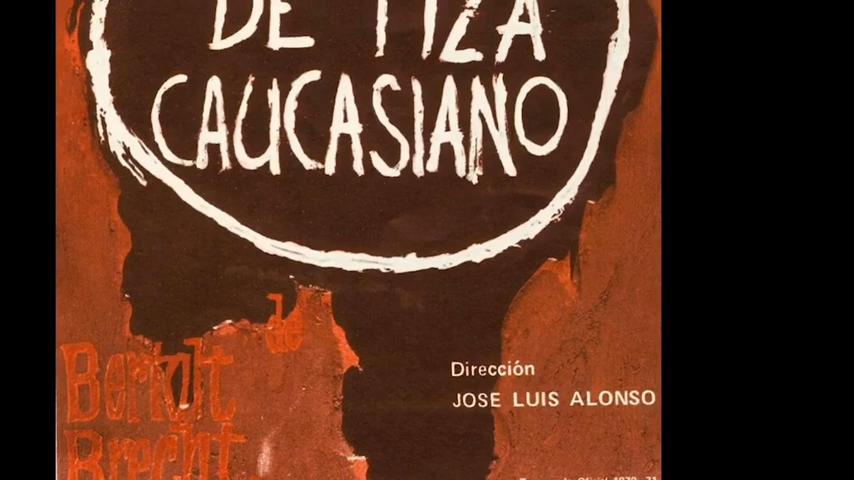 DE TIZA
CAUCASIANO
de
Bertolt
Brecht
Dirección
JOSE LUIS ALONSO